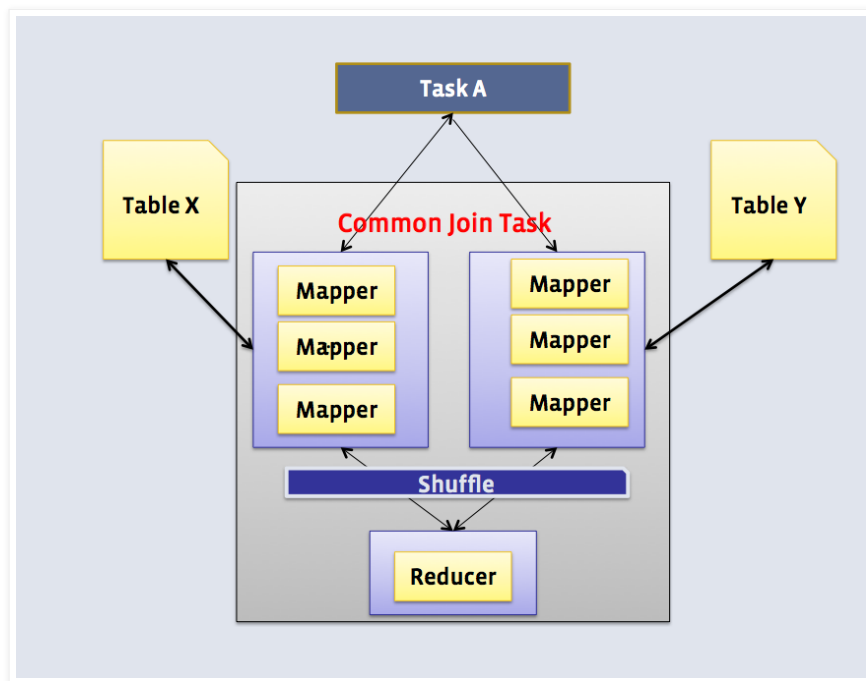 Task A
Table X
Table Y
Common Join Task
Mapper
Mapper
Mapper
Mapper
Mapper
Mapper
Shuffle
Reducer